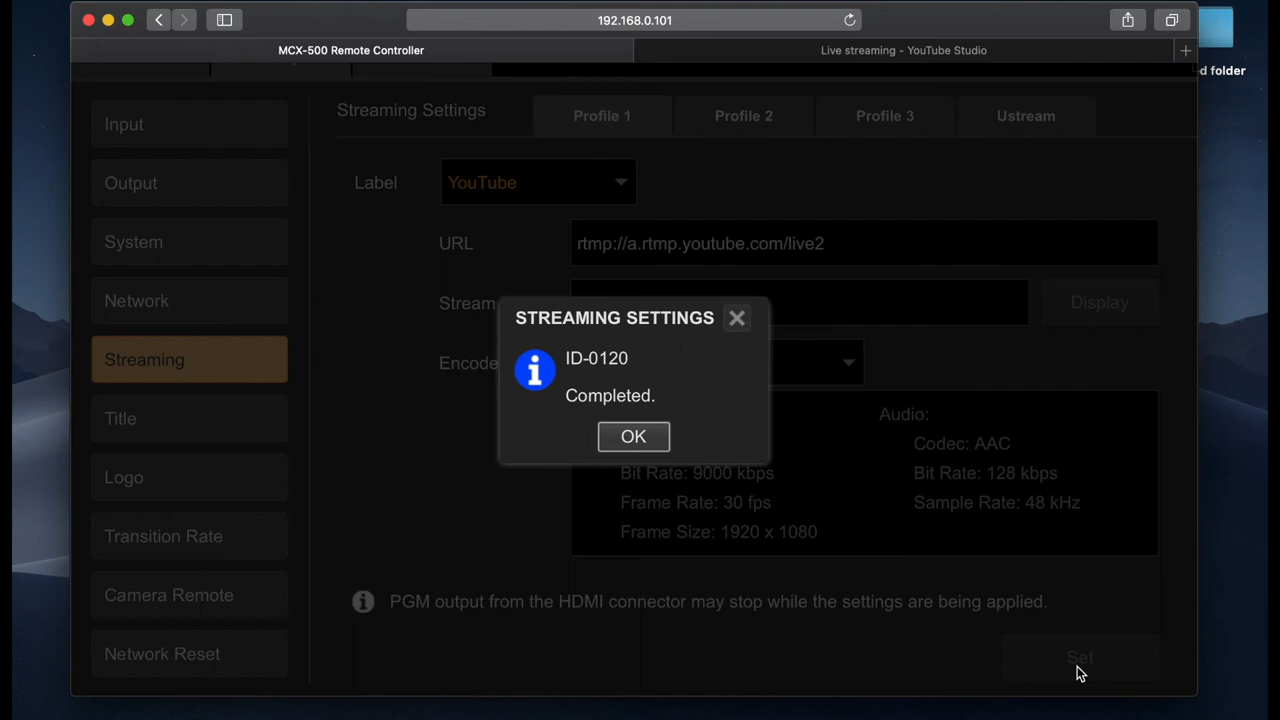 192.168.0.101
MCX-500 Remote Controller
Live streaming - YouTube Studio
d folder
Input
Output
System
Network
Streaming
Title
Logo
Transition Rate
Camera Remote
Network Reset
Streaming Settings
Profile 1
Profile 2
Profile 3
Ustream
Label
YouTube
URL
rtmp://a.rtmp.youtube.com/live2
Stream
Display
Encode
STREAMING SETTINGS
ID-0120
Completed.
OK
Bit Rate: 9000 kbps
Frame Rate: 30 fps
Frame Size: 1920 x 1080
Audio:
Codec: AAC
Bit Rate: 128 kbps
Sample Rate: 48 kHz
PGM output from the HDMI connector may stop while the settings are being applied.
Set